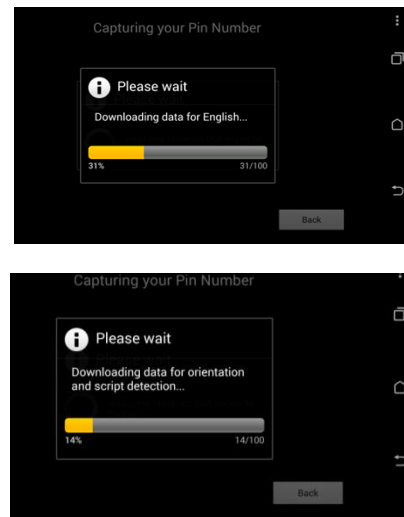 Capturing your Pin Number
Please wait
Downloading data for English...
31%
31/100
Back
Capturing your Pin Number
Please wait
Downloading data for orientation
and script detection...
14%
14/100
Back